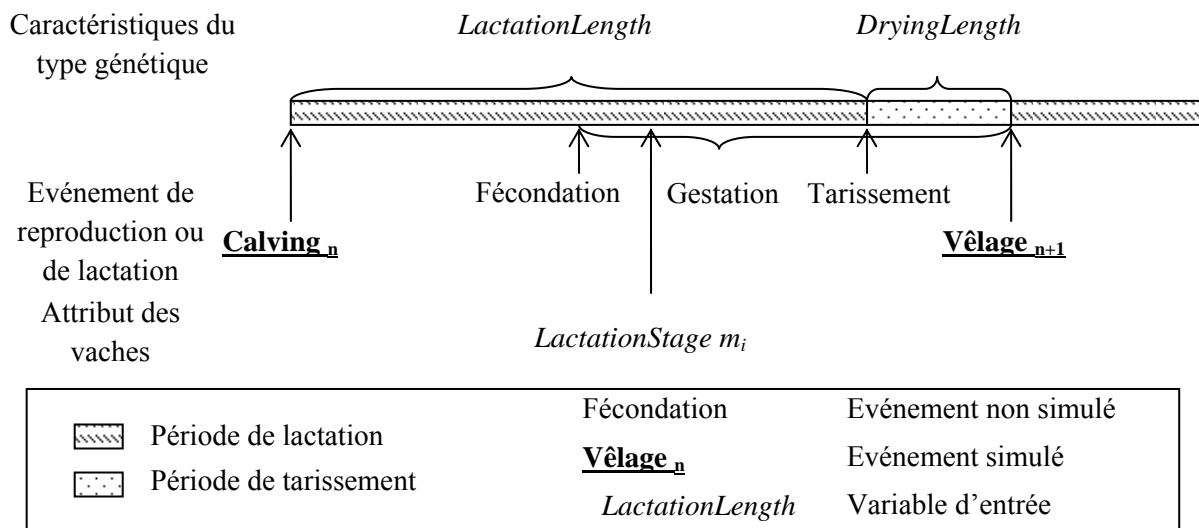 Caractéristiques du type génétique
LactationLength
DryingLength
Evénement de reproduction ou de lactation
Fécondation
Gestation
Tarissement
Calving n
Vêlage n+1
Attribut des vaches
LactationStage mi
Période de lactation
Période de tarissement
Fécondation
Evénement non simulé
Vêlage n
Evénement simulé
LactationLength
Variable d'entrée